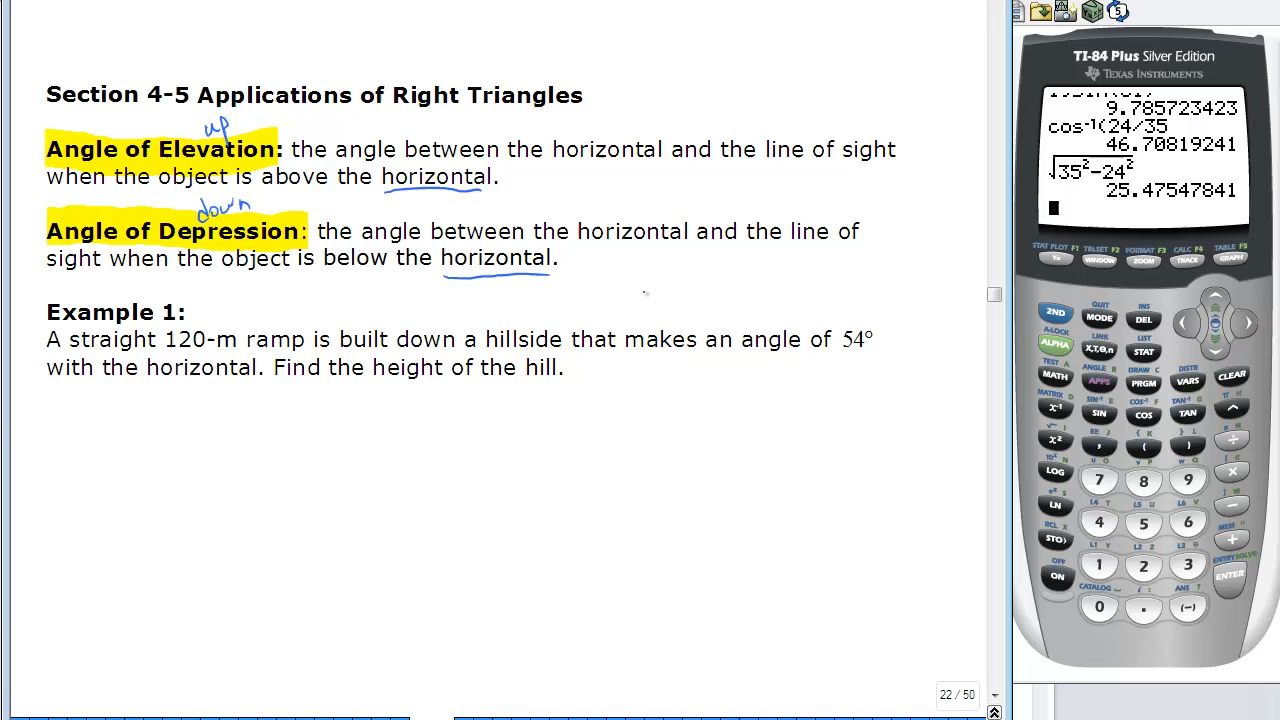 Section 4-5 Applications of Right Triangles
up
Angle of Elevation: the angle between the horizontal and the line of sight
when the object is above the horizontal.
down
Angle of Depression: the angle between the horizontal and the line of
sight when the object is below the horizontal.
Example 1:
A straight 120-m ramp is built down a hillside that makes an angle of 54°
with the horizontal. Find the height of the hill.
22 / 50
5
TI-84 Plus Silver Edition
TEXAS INSTRUMENTS
9.785723423
cos⁻¹(24/35
46.70819241
√35²-24²
25.47547841
STAT PLOT F1 TBLSET F2 FORMAT F3 CALC F4 TABLE F5
Y= WINDOW ZOOM TRACE GRAPH
QUIT INS
2ND MODE DEL
A-LOCK LINK LIST
ALPHA X,T,θ,n STAT
TEST A ANGLE B DRAW C DISTR
MATH APPS PRGM VARS CLEAR
MATRIX D SIN⁻¹ E COS⁻¹ F TAN⁻¹ G π H
x⁻¹ SIN COS TAN ^
√ I EE J { K } L e M
x² , ( ) ÷
10ˣ N u O v P w Q [ R
LOG 7 8 9 ×
eˣ S L4 T L5 U L6 V ] W
LN 4 5 6 −
RCL X L1 Y L2 Z L3 θ MEM "
STO› 1 2 3 +
OFF CATALOG i : ANS ? ENTRY SOLVE
ON 0 . (−) ENTER